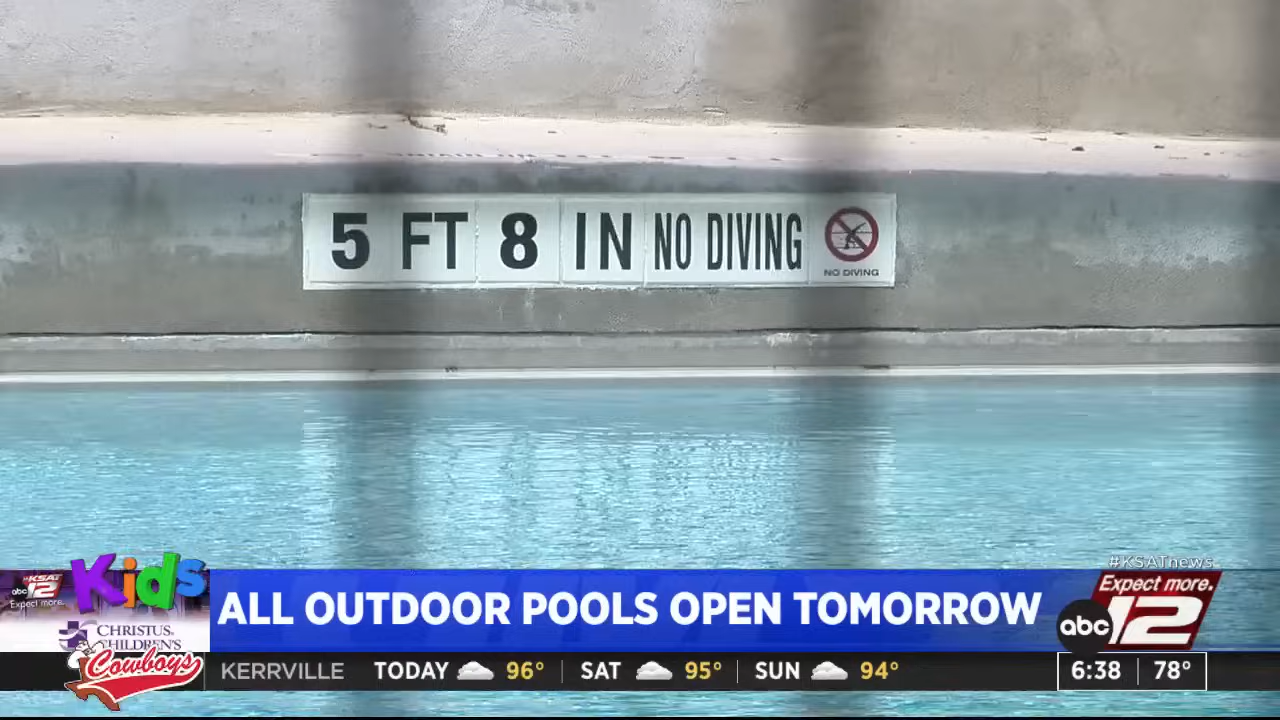 5 FT 8 IN NO DIVING
NO DIVING
#KSATnews
Kids
KSAT
abc 12
Expect more.
CHRISTUS
CHILDREN'S
Cowboys
ALL OUTDOOR POOLS OPEN TOMORROW
Expect more.
abc 12
KERRVILLE TODAY 96° SAT 95° SUN 94°
6:38 78°